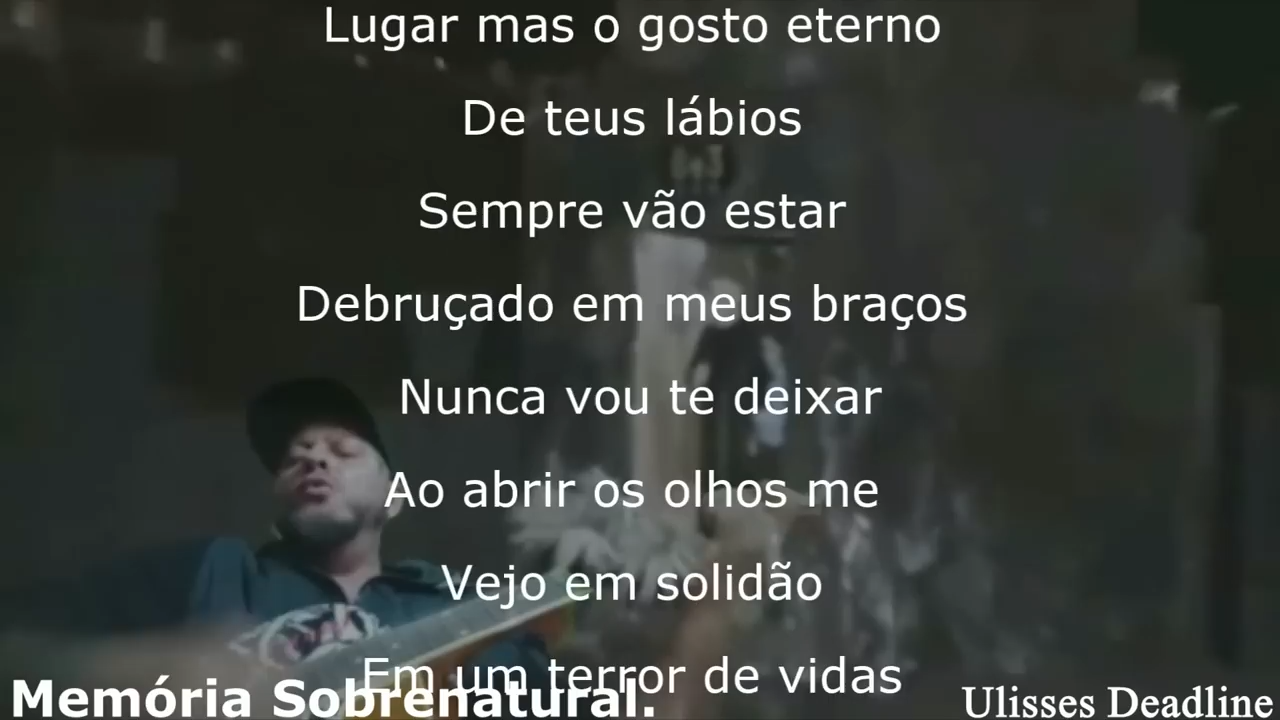 Lugar mas o gosto eterno
De teus lábios
Sempre vão estar
Debruçado em meus braços
Nunca vou te deixar
Ao abrir os olhos me
Vejo em solidão
Em um terror de vidas
Memória Sobrenatural.
Ulisses Deadline